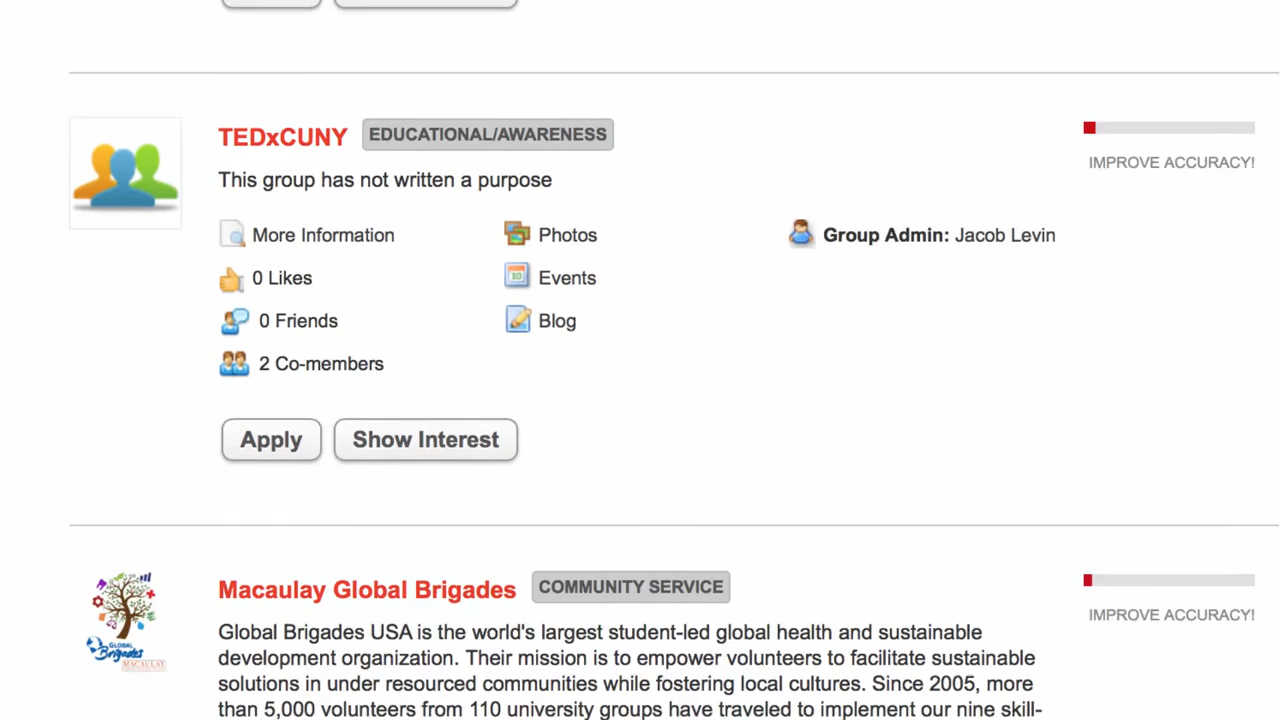 TEDxCUNY EDUCATIONAL/AWARENESS
IMPROVE ACCURACY!
This group has not written a purpose
More Information
Photos
Group Admin: Jacob Levin
0 Likes
Events
0 Friends
Blog
2 Co-members
Apply Show Interest
Macaulay Global Brigades COMMUNITY SERVICE
IMPROVE ACCURACY!
GLOBAL
Brigades
MACAULAY
Global Brigades USA is the world's largest student-led global health and sustainable
development organization. Their mission is to empower volunteers to facilitate sustainable
solutions in under resourced communities while fostering local cultures. Since 2005, more
than 5,000 volunteers from 110 university groups have traveled to implement our nine skill-